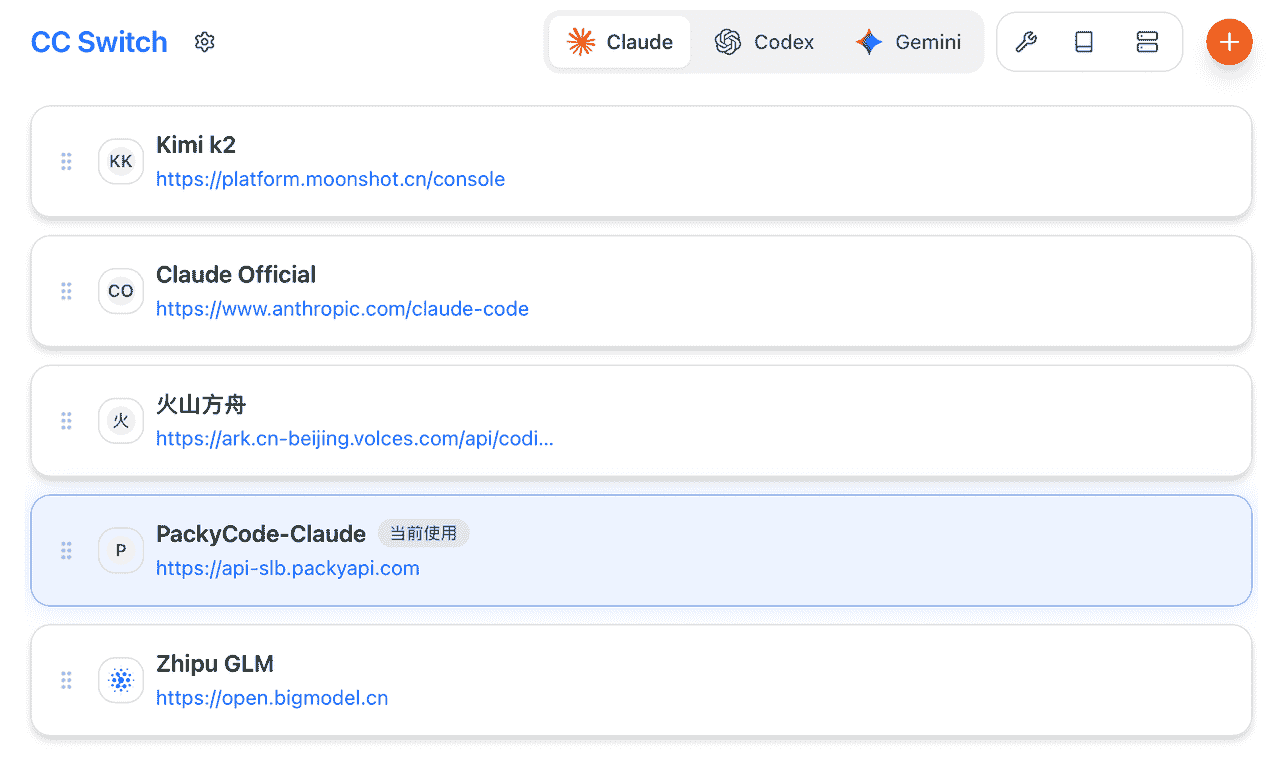 CC Switch
Claude
Codex
Gemini
KK
Kimi k2
https://platform.moonshot.cn/console
CO
Claude Official
https://www.anthropic.com/claude-code
火
火山方舟
https://ark.cn-beijing.volces.com/api/codi...
P
PackyCode-Claude 当前使用
https://api-slb.packyapi.com
Zhipu GLM
https://open.bigmodel.cn